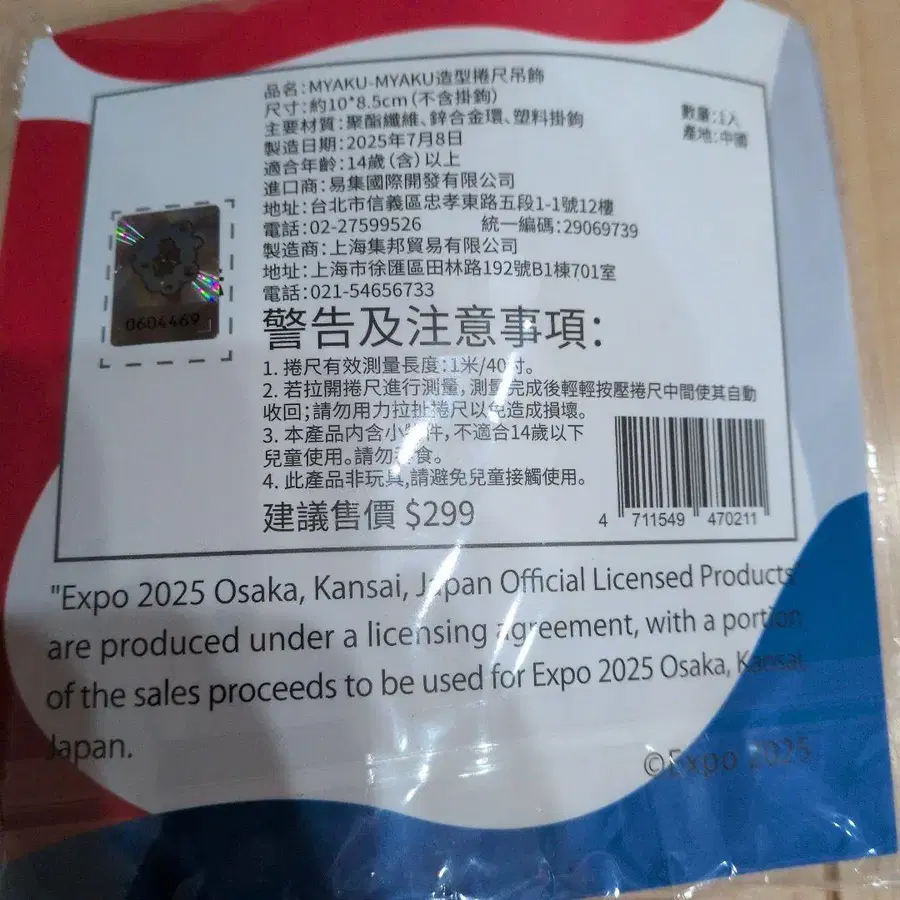 品名：MYAKU-MYAKU造型捲尺吊飾
尺寸：約10*8.5cm（不含掛鉤）
主要材質：聚酯纖維、鋅合金環、塑料掛鉤
製造日期：2025年7月8日
適合年齡：14歲（含）以上
進口商：易集國際開發有限公司
地址：台北市信義區忠孝東路五段1-1號12樓
電話：02-27599526 統一編碼：29069739
製造商：上海集邦貿易有限公司
地址：上海市徐匯區田林路192號B1棟701室
電話：021-54656733
數量：1入
產地：中國
0604469
警告及注意事項：
1. 捲尺有效測量長度：1米/40寸。
2. 若拉開捲尺進行測量，測量完成後輕輕按壓捲尺中間使其自動
收回；請勿用力拉扯捲尺以免造成損壞。
3. 本產品内含小物件，不適合14歲以下
兒童使用。請勿吞食。
4. 此產品非玩具，請避免兒童接觸使用。
建議售價 $299
4 711549 470211
"Expo 2025 Osaka, Kansai, Japan Official Licensed Products"
are produced under a licensing agreement, with a portion
of the sales proceeds to be used for Expo 2025 Osaka, Kansai,
Japan.
©Expo 2025